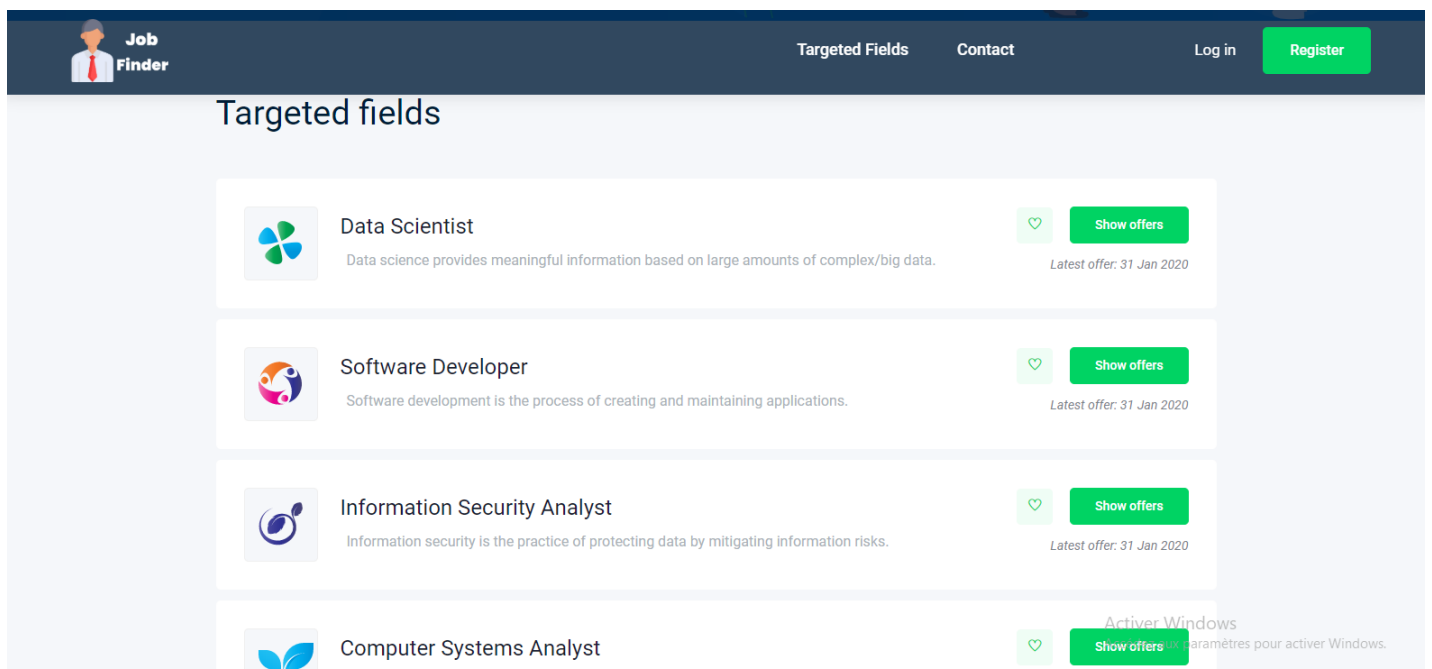 Job
Finder
Targeted Fields
Contact
Log in
Register
Targeted fields
Data Scientist
Data science provides meaningful information based on large amounts of complex/big data.
Show offers
Latest offer: 31 Jan 2020
Software Developer
Software development is the process of creating and maintaining applications.
Show offers
Latest offer: 31 Jan 2020
Information Security Analyst
Information security is the practice of protecting data by mitigating information risks.
Show offers
Latest offer: 31 Jan 2020
Computer Systems Analyst
Show offers
Activer Windows
paramètres pour activer Windows.